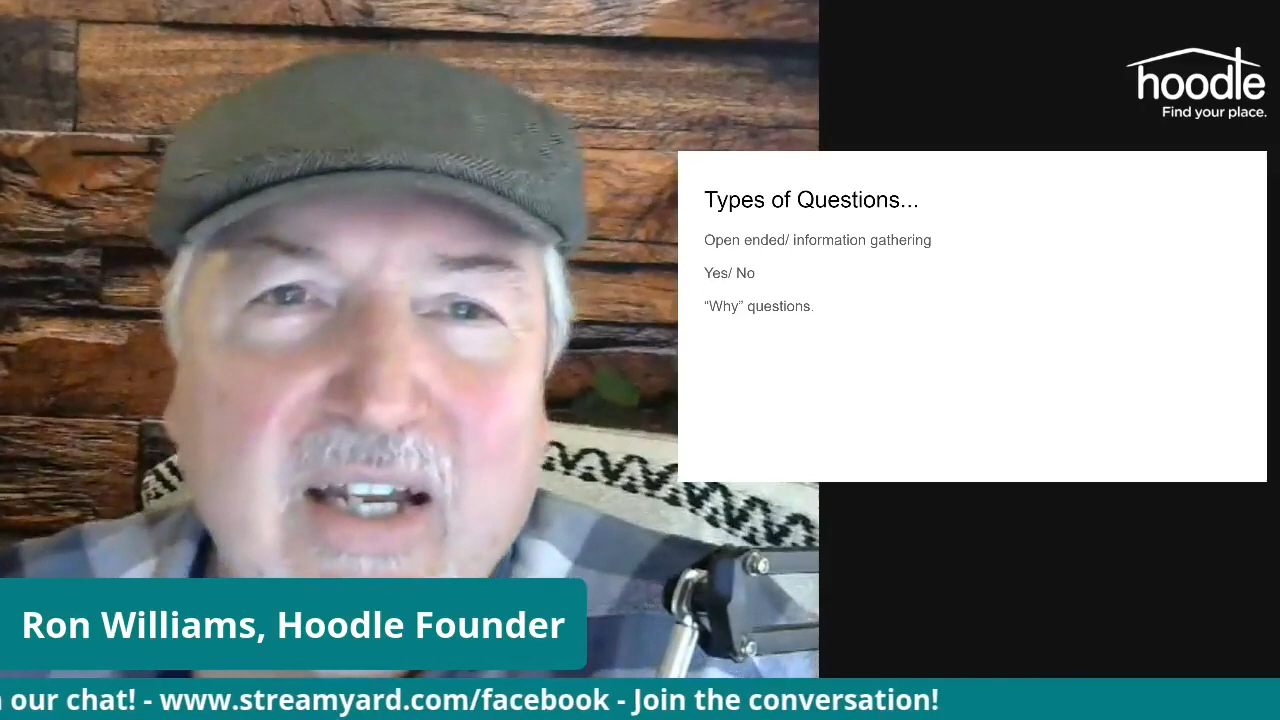 hoodle
Find your place.
Types of Questions...
Open ended/ information gathering
Yes/ No
“Why” questions.
Ron Williams, Hoodle Founder
our chat! - www.streamyard.com/facebook - Join the conversation!